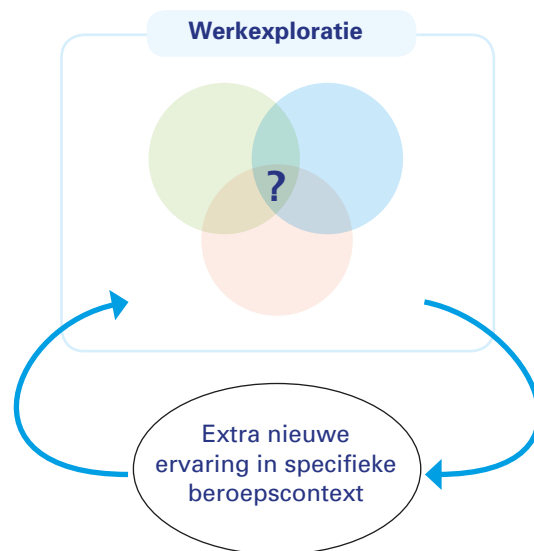 Werkexploratie
?
Extra nieuwe
ervaring in specifieke
beroepscontext